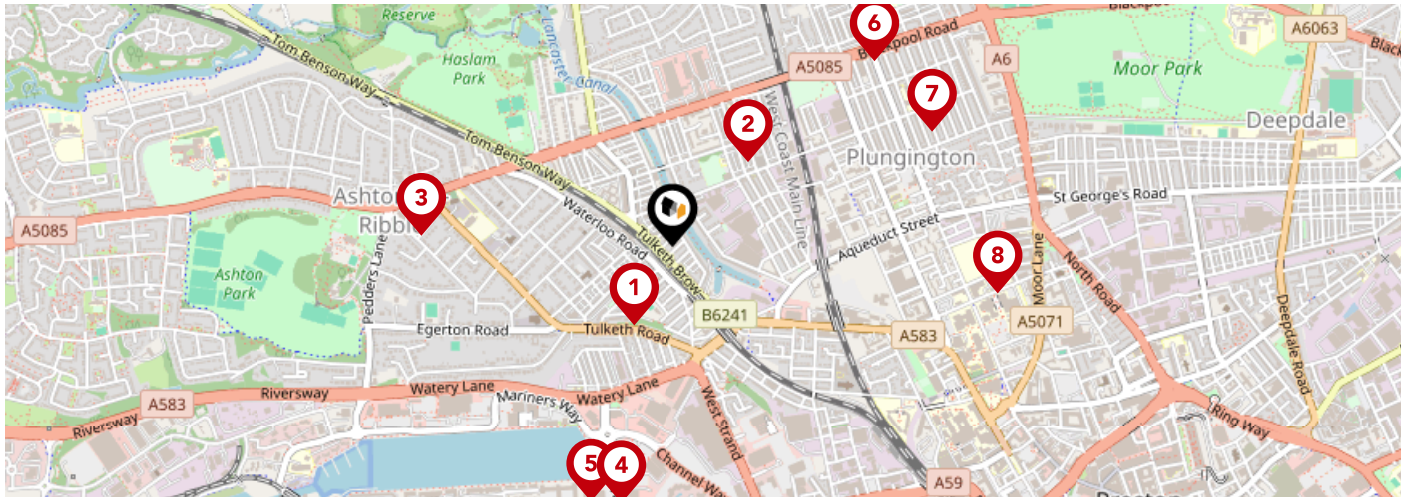 Reserve
Blackpool
6
Tom Benson Way
Lancaster Canal
Blackpool Road
A6063
Haslam
Park
A5085
A6
Moor Park
7
2
West Coast Main Line
Deepdale
Tom Benson Way
Plungington
Ashton
3
Ribble
Waterloo Road
St George's Road
A5085
Tulketh Brow
Aqueduct Street
Pedders Lane
Ashton
Park
8
Moor Lane
North Road
1
B6241
Egerton Road
Tulketh Road
A583
A5071
Deepdale Road
Riversway
Watery Lane
Watery Lane
A583
Mariners Way
Riversway
West Strand
Ring Way
5
4
Channel Way
A59
Preston